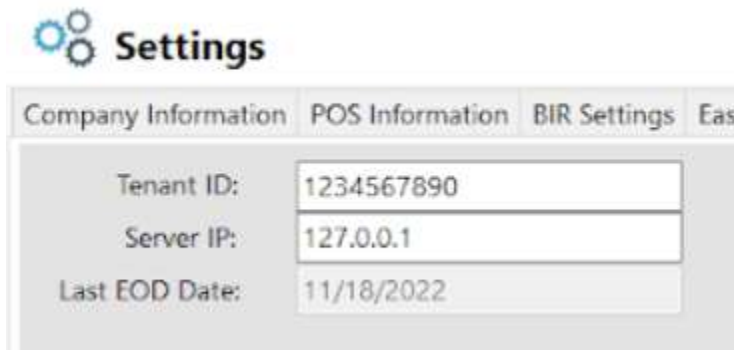 Settings
Company Information POS Information BIR Settings Eas
Tenant ID: 1234567890
Server IP: 127.0.0.1
Last EOD Date: 11/18/2022